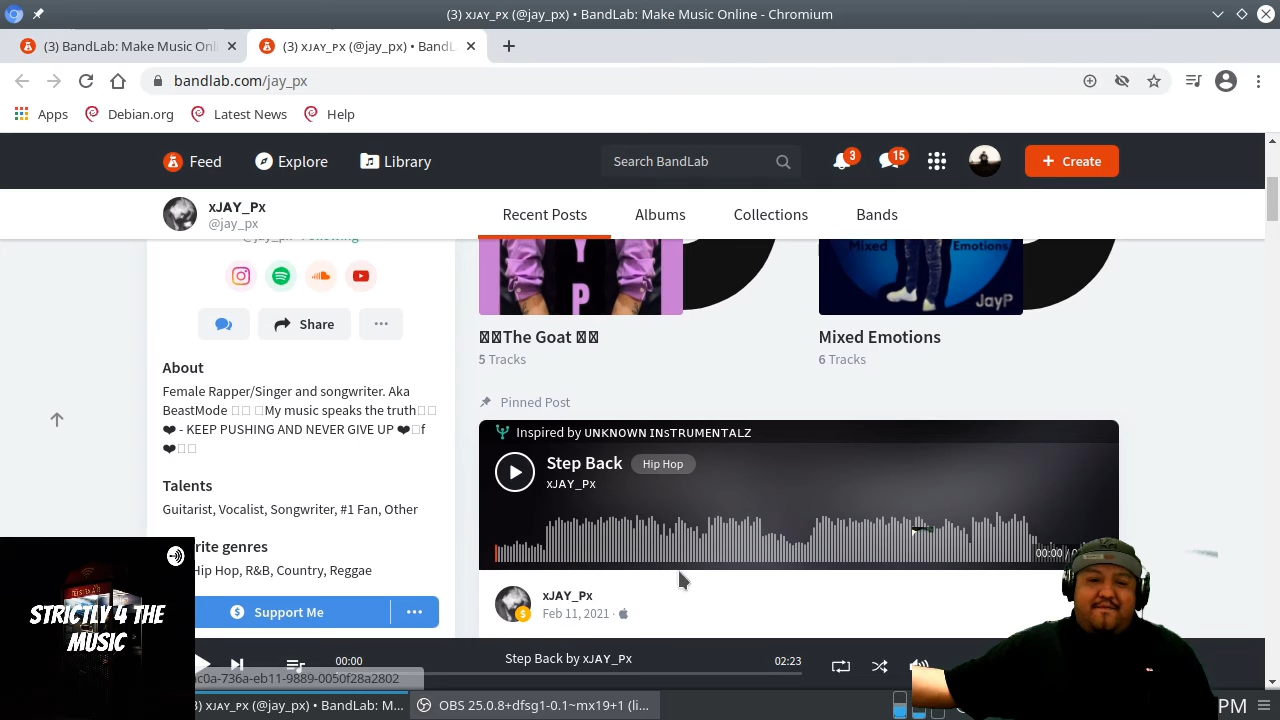 (3) xJAY_Px (@jay_px) • BandLab: Make Music Online - Chromium
(3) BandLab: Make Music Onl
(3) xJAY_Px (@jay_px) • BandL
bandlab.com/jay_px
Apps
Debian.org
Latest News
Help
Feed
Explore
Library
Search BandLab
3
15
+ Create
xJAY_Px
@jay_px
Recent Posts
Albums
Collections
Bands
Share
About
Female Rapper/Singer and songwriter. Aka
BeastMode My music speaks the truth
❤ - KEEP PUSHING AND NEVER GIVE UP ❤ f
❤
Talents
Guitarist, Vocalist, Songwriter, #1 Fan, Other
rite genres
Hip Hop, R&B, Country, Reggae
Support Me
Y
P
The Goat
5 Tracks
Mixed Emotions
JayP
Mixed Emotions
6 Tracks
Pinned Post
Inspired by UNKNOWN INsTRUMENTALZ
Step Back
Hip Hop
xJAY_Px
00:00 /
xJAY_Px
Feb 11, 2021 ·
STRICTLY 4 THE
MUSIC
00:00
Step Back by xJAY_Px
02:23
c0a-736a-eb11-9889-0050f28a2802
3) xJAY_Px (@jay_px) • BandLab: M...
OBS 25.0.8+dfsg1-0.1~mx19+1 (li...
PM